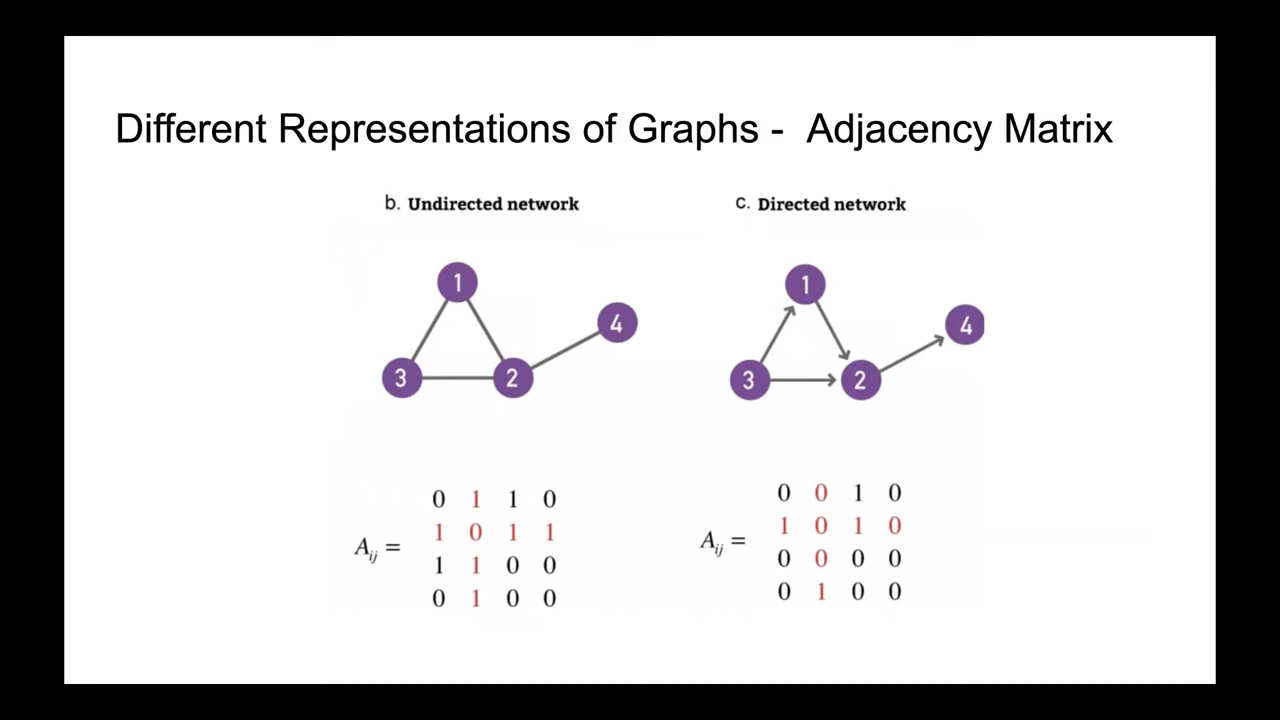 Different Representations of Graphs - Adjacency Matrix
b. Undirected network
1
4
3
2
A_ij =
0 1 1 0
1 0 1 1
1 1 0 0
0 1 0 0
c. Directed network
1
4
3
2
A_ij =
0 0 1 0
1 0 1 0
0 0 0 0
0 1 0 0